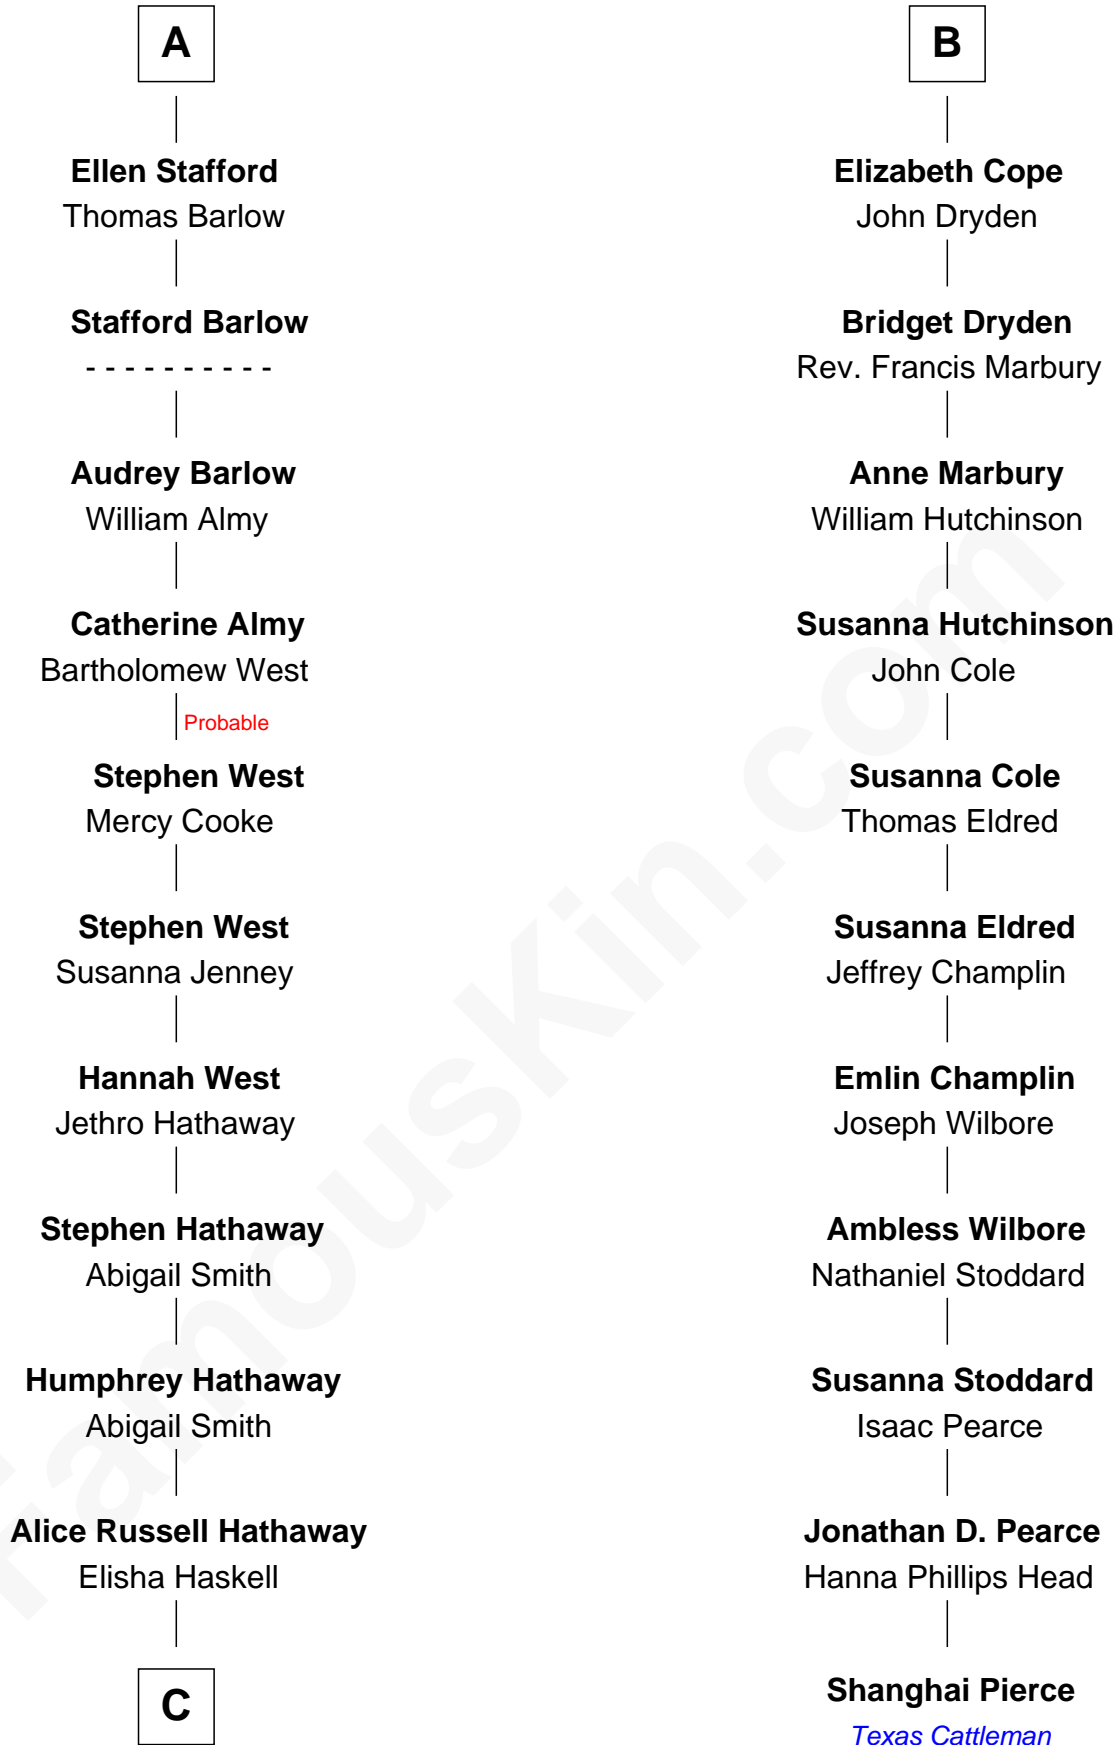 A
Ellen Stafford
Thomas Barlow
Stafford Barlow
- - - - - - - - - -
Audrey Barlow
William Almy
Catherine Almy
Bartholomew West
Probable
Stephen West
Mercy Cooke
Stephen West
Susanna Jenney
Hannah West
Jethro Hathaway
Stephen Hathaway
Abigail Smith
Humphrey Hathaway
Abigail Smith
Alice Russell Hathaway
Elisha Haskell
C
B
Elizabeth Cope
John Dryden
Bridget Dryden
Rev. Francis Marbury
Anne Marbury
William Hutchinson
Susanna Hutchinson
John Cole
Susanna Cole
Thomas Eldred
Susanna Eldred
Jeffrey Champlin
Emlin Champlin
Joseph Wilbore
Ambless Wilbore
Nathaniel Stoddard
Susanna Stoddard
Isaac Pearce
Jonathan D. Pearce
Hanna Phillips Head
Shanghai Pierce
Texas Cattleman
FamousKin.com